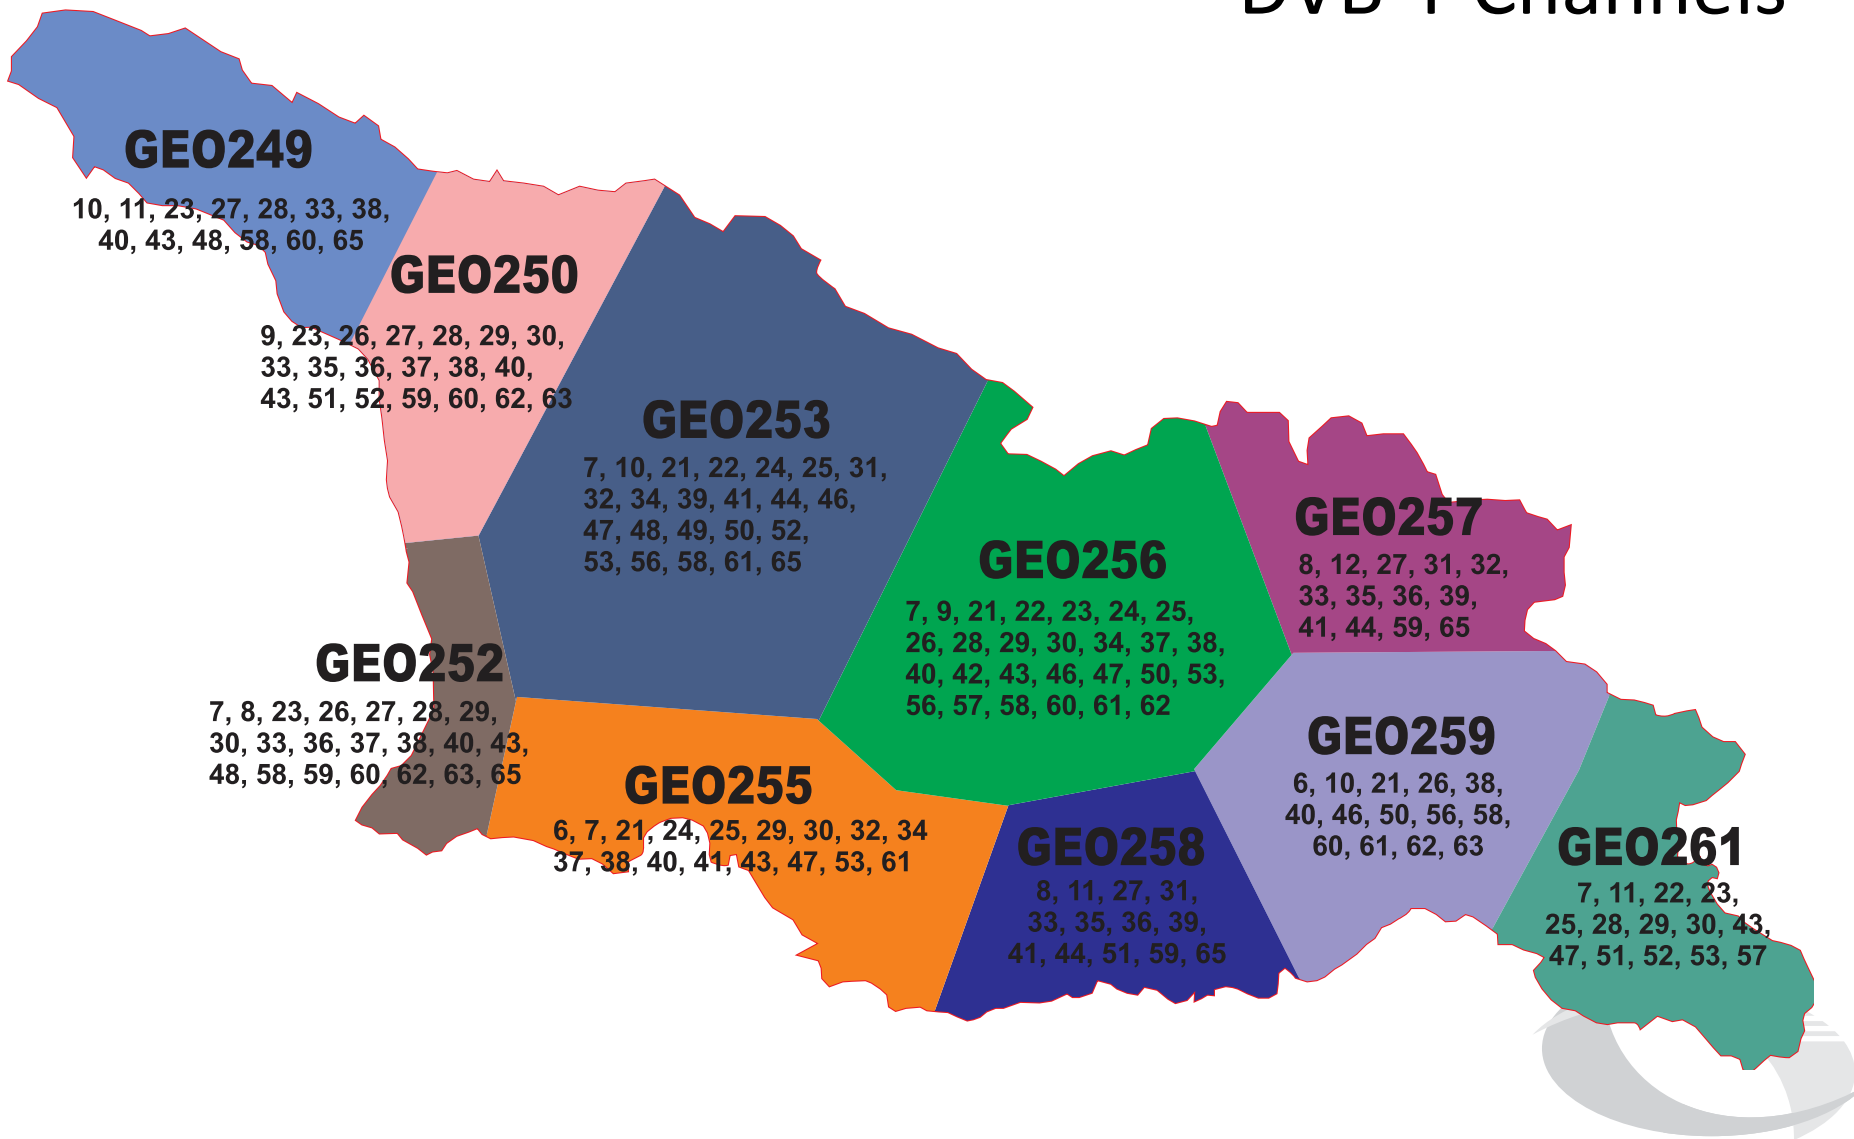 DVB-T Channels
GEO249
10, 11, 23, 27, 28, 33, 38,
40, 43, 48, 58, 60, 65
GEO250
9, 23, 26, 27, 28, 29, 30,
33, 35, 36, 37, 38, 40,
43, 51, 52, 59, 60, 62, 63
GEO253
7, 10, 21, 22, 24, 25, 31,
32, 34, 39, 41, 44, 46,
47, 48, 49, 50, 52,
53, 56, 58, 61, 65
GEO256
7, 9, 21, 22, 23, 24, 25,
26, 28, 29, 30, 34, 37, 38,
40, 42, 43, 46, 47, 50, 53,
56, 57, 58, 60, 61, 62
GEO257
8, 12, 27, 31, 32,
33, 35, 36, 39,
41, 44, 59, 65
GEO252
7, 8, 23, 26, 27, 28, 29,
30, 33, 36, 37, 38, 40, 43,
48, 58, 59, 60, 62, 63, 65
GEO255
6, 7, 21, 24, 25, 29, 30, 32, 34
37, 38, 40, 41, 43, 47, 53, 61
GEO258
8, 11, 27, 31,
33, 35, 36, 39,
41, 44, 51, 59, 65
GEO259
6, 10, 21, 26, 38,
40, 46, 50, 56, 58,
60, 61, 62, 63
GEO261
7, 11, 22, 23,
25, 28, 29, 30, 43,
47, 51, 52, 53, 57